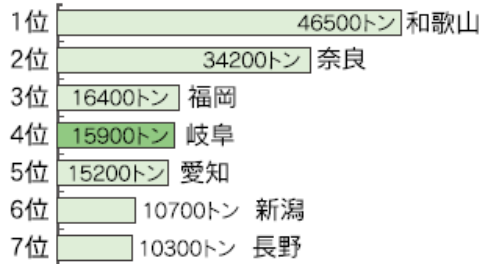 1位 46500トン 和歌山
2位 34200トン 奈良
3位 16400トン 福岡
4位 15900トン 岐阜
5位 15200トン 愛知
6位 10700トン 新潟
7位 10300トン 長野